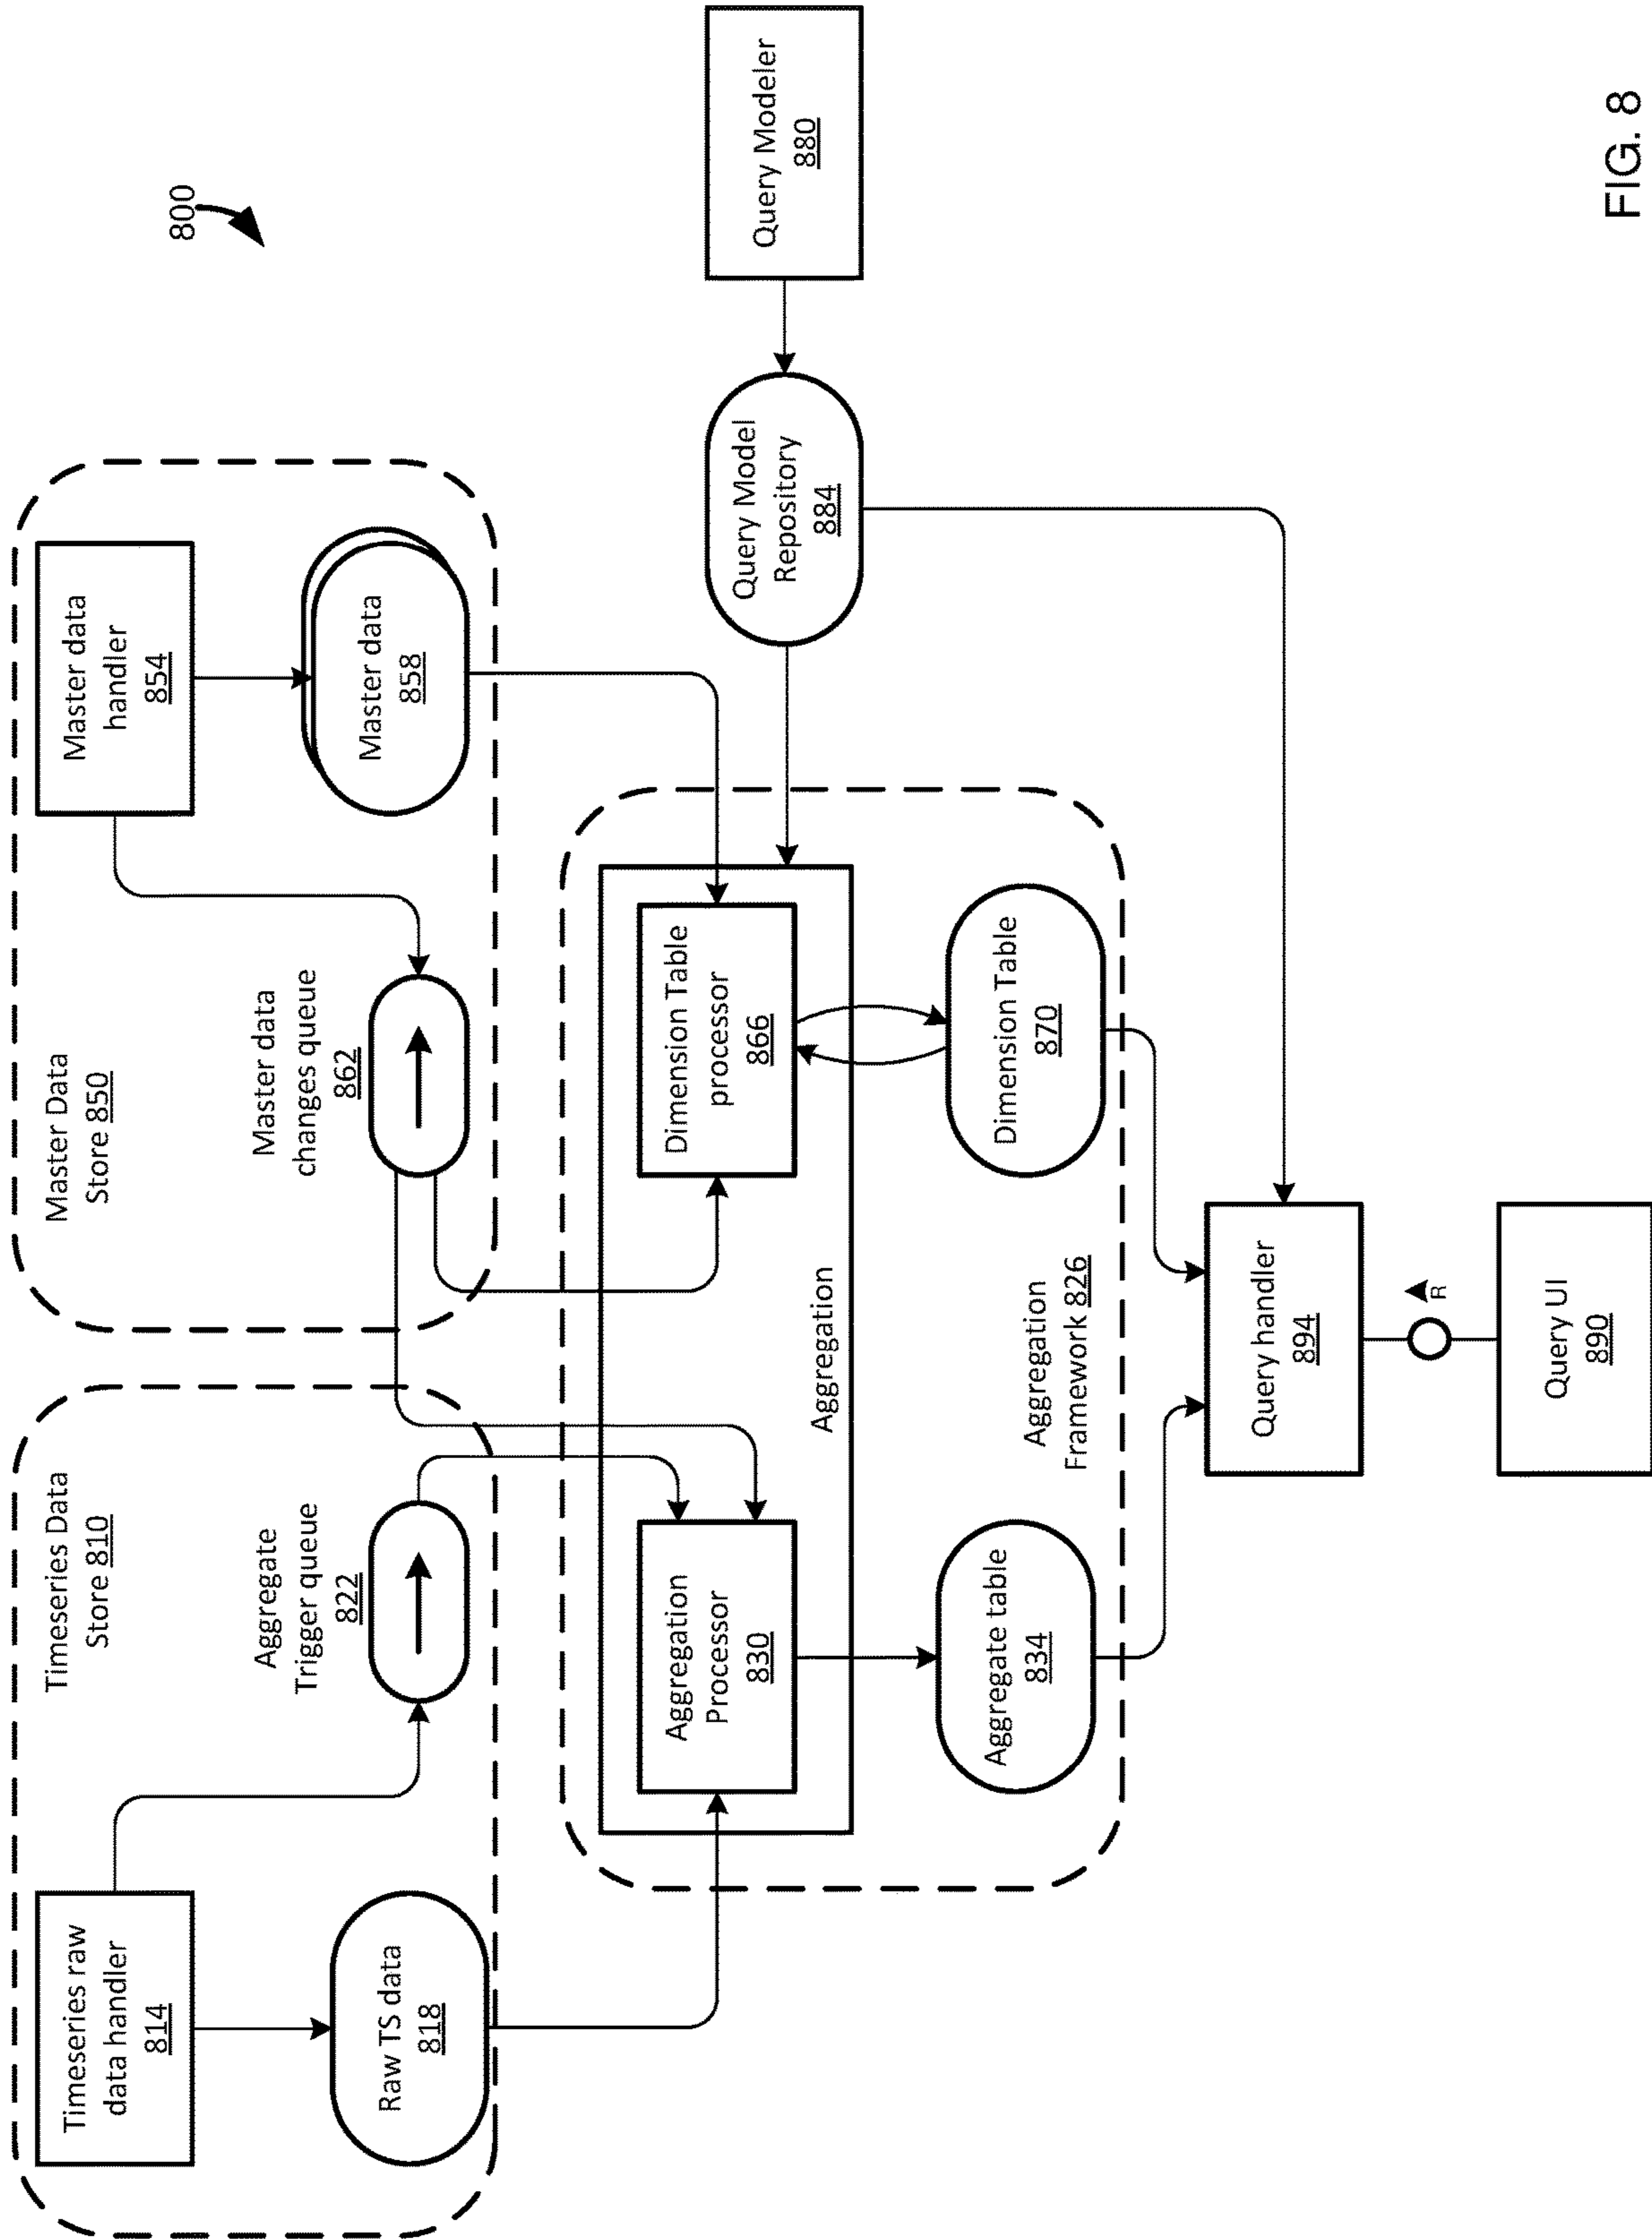 800
Timeseries Data
Store 810
Timeseries raw
data handler
814
Raw TS data
818
Aggregate
Trigger queue
822
Master Data
Store 850
Master data
handler
854
Master data
858
Master data
changes queue
862
Aggregation
Processor
830
Dimension Table
processor
866
Aggregation
Aggregate table
834
Dimension Table
870
Aggregation
Framework 826
Query Modeler
880
Query Model
Repository
884
Query handler
894
R
Query UI
890
FIG. 8